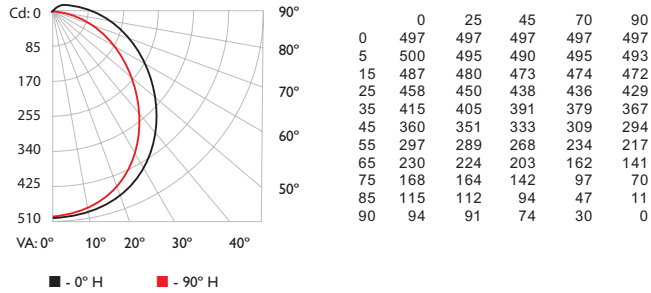 Cd: 0
85
170
255
340
425
510
90°
80°
70°
60°
50°
VA: 0° 10° 20° 30° 40°
- 0° H - 90° H
0 25 45 70 90
0 497 497 497 497 497
5 500 495 490 495 493
15 487 480 473 474 472
25 458 450 438 436 429
35 415 405 391 379 367
45 360 351 333 309 294
55 297 289 268 234 217
65 230 224 203 162 141
75 168 164 142 97 70
85 115 112 94 47 11
90 94 91 74 30 0